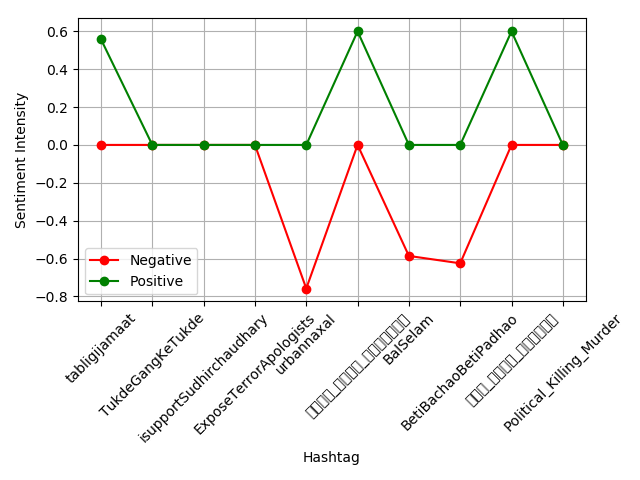 0.6
0.4
0.2
0.0
−0.2
−0.4
−0.6
−0.8
Sentiment Intensity
Negative
Positive
tabligijamaat
TukdeGangKeTukde
isupportSudhirchaudhary
ExposeTerrorApologists
urbannaxal
BalSelam
BetiBachaoBetiPadhao
Political_Killing_Murder
Hashtag